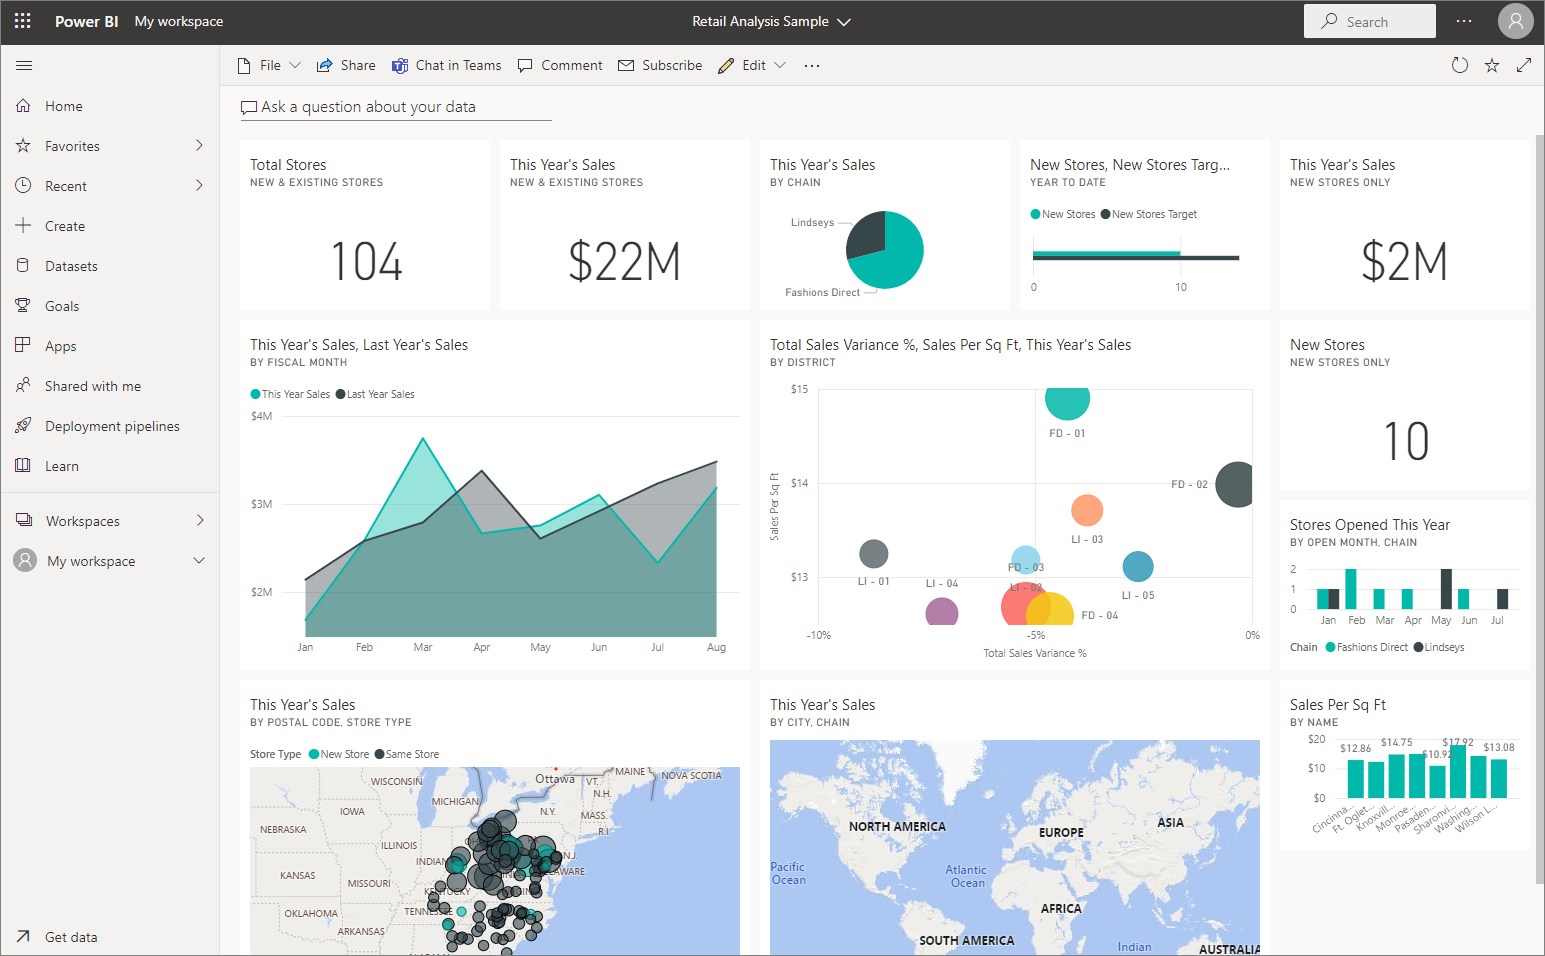 Power BI My workspace
Retail Analysis Sample
Search
File
Share
Chat in Teams
Comment
Subscribe
Edit
Home
Favorites
Recent
Create
Datasets
Goals
Apps
Shared with me
Deployment pipelines
Learn
Workspaces
My workspace
Get data
Ask a question about your data
Total Stores
NEW & EXISTING STORES
104
This Year's Sales
NEW & EXISTING STORES
$22M
This Year's Sales
BY CHAIN
Lindseys
Fashions Direct
New Stores, New Stores Targ...
YEAR TO DATE
New Stores New Stores Target
0 10
This Year's Sales
NEW STORES ONLY
$2M
This Year's Sales, Last Year's Sales
BY FISCAL MONTH
This Year Sales Last Year Sales
$4M
$3M
$2M
Jan Feb Mar Apr May Jun Jul Aug
Total Sales Variance %, Sales Per Sq Ft, This Year's Sales
BY DISTRICT
Sales Per Sq Ft
$15
FD - 01
$14
FD - 02
LI - 03
$13
LI - 01
FD - 03
LI - 04
LI - 02
LI - 05
FD - 04
-10% -5% 0%
Total Sales Variance %
New Stores
NEW STORES ONLY
10
Stores Opened This Year
BY OPEN MONTH, CHAIN
2
1
0
Jan Feb Mar Apr May Jun Jul
Chain Fashions Direct Lindseys
This Year's Sales
BY POSTAL CODE, STORE TYPE
Store Type New Store Same Store
Ottawa
MAINE
NOVA SCOTIA
WISCONSIN
VT.
N.H.
MICHIGAN
IOWA
N.Y.
MASS.
R.I.
NEBRASKA
ILLINOIS
INDIAN
N.J.
DELAWARE
KANSAS
MISSOURI
KENTUCKY
OKLAHOMA
TENNESSEE
ARKANSAS
This Year's Sales
BY CITY, CHAIN
NORTH AMERICA
EUROPE
ASIA
Pacific
Ocean
Atlantic
Ocean
AFRICA
SOUTH AMERICA
Indian
AUSTRALIA
Sales Per Sq Ft
BY NAME
$20
$10
$0
$12.86
$14.75
$10.92
$17.92
$13.08
Cincinna...
Ft. Oglet...
Knoxvill...
Monroe...
Pasaden...
Sharonvi...
Washing...
Wilson L...